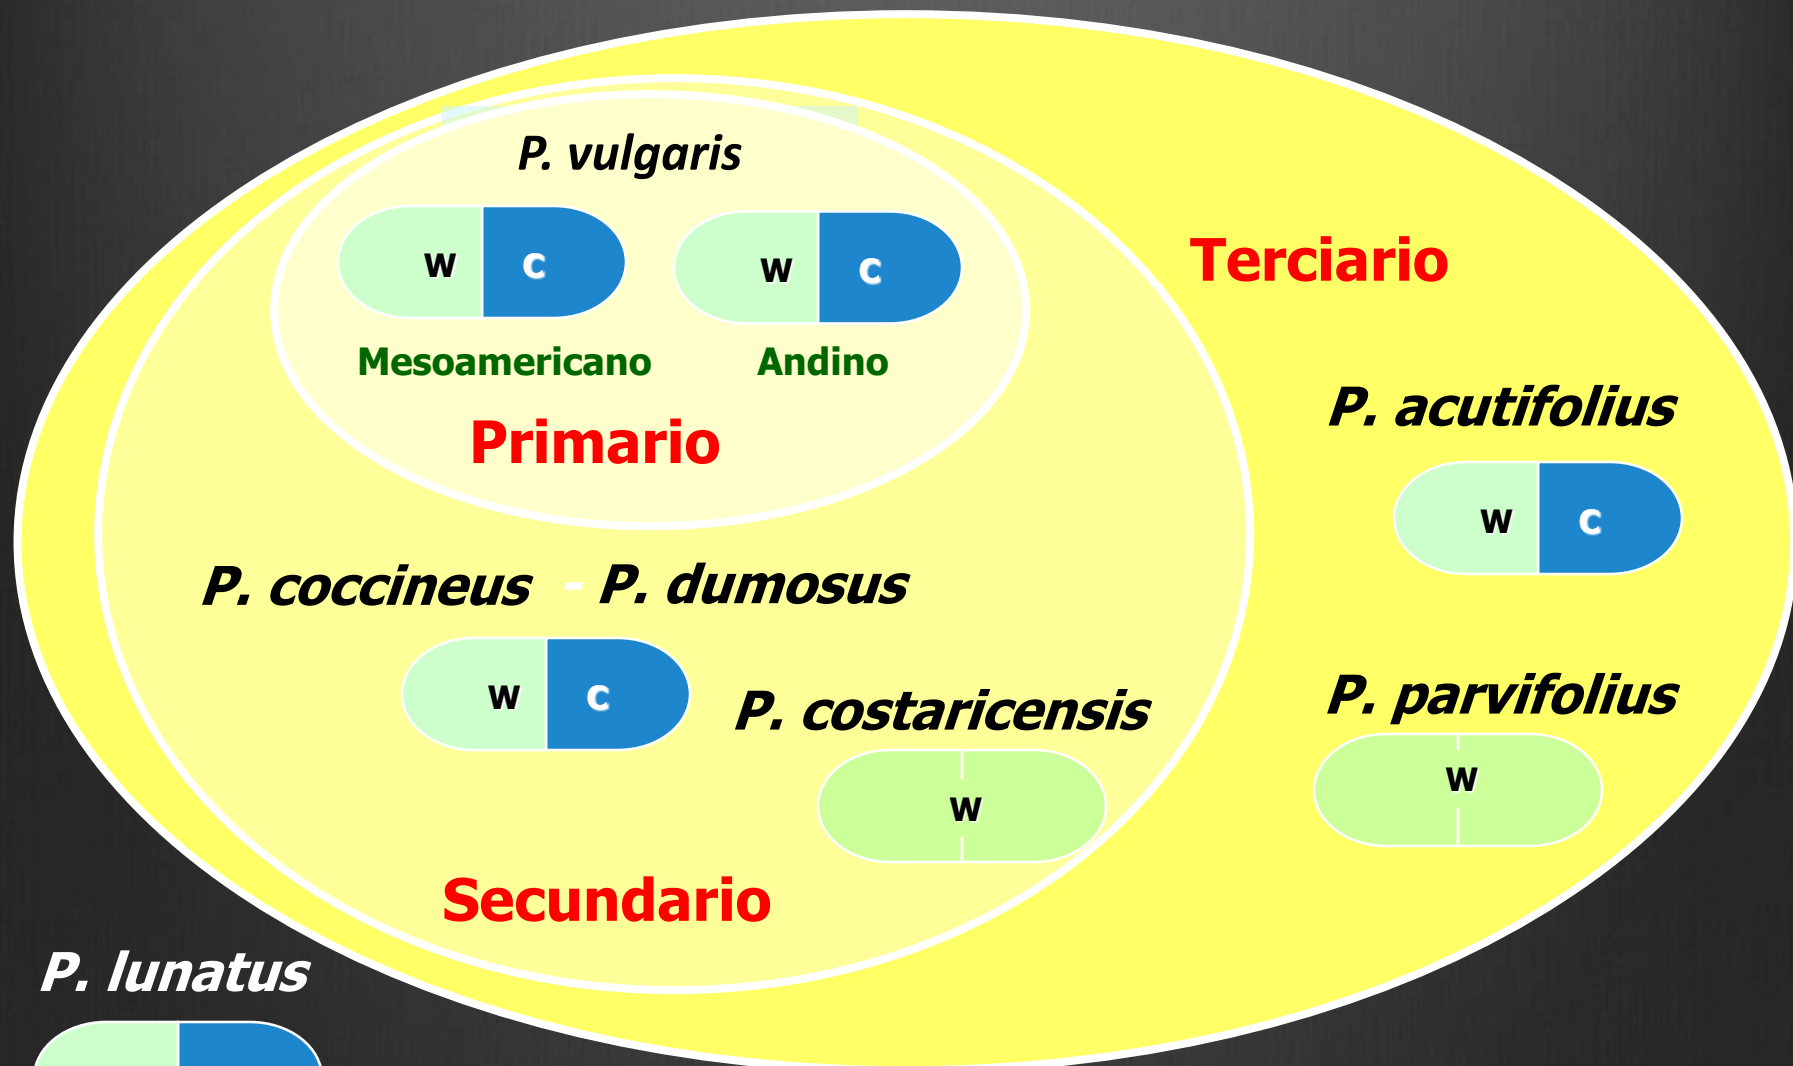 P. vulgaris
W C
W C
Mesoamericano
Andino
Primario
Terciario
P. acutifolius
W C
P. coccineus - P. dumosus
W C
P. costaricensis
W
P. parvifolius
W
Secundario
P. lunatus